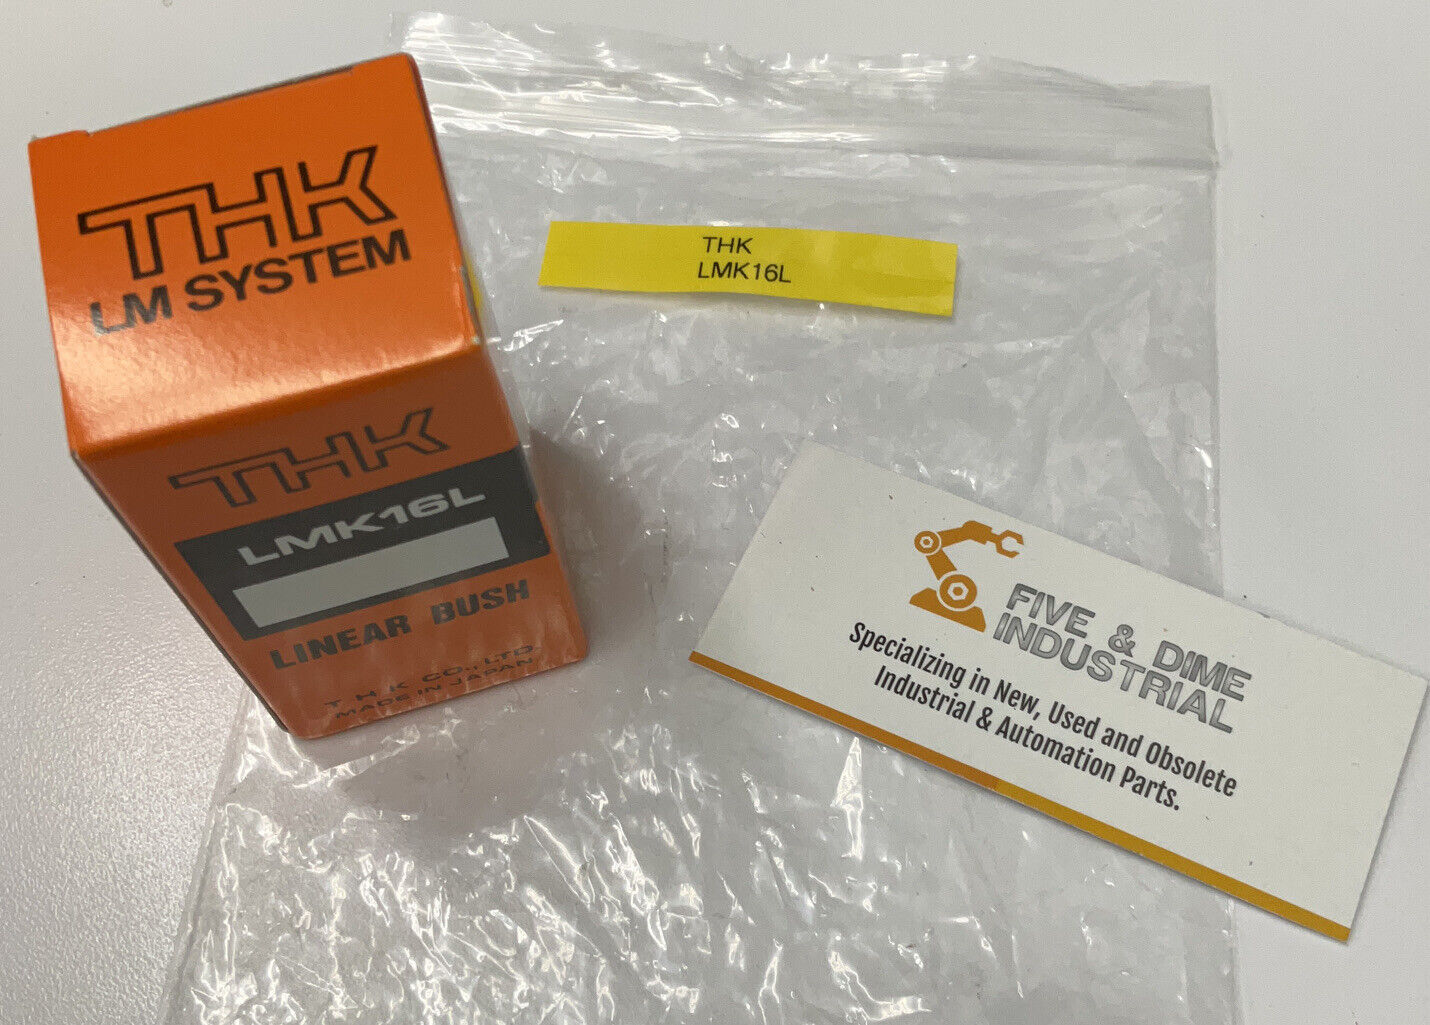 THK
LM SYSTEM
THK
LMK16L
LINEAR BUSH
T H K CO., LTD.
MADE IN JAPAN
THK
LMK16L
FIVE & DIME
INDUSTRIAL
Specializing in New, Used and Obsolete
Industrial & Automation Parts.